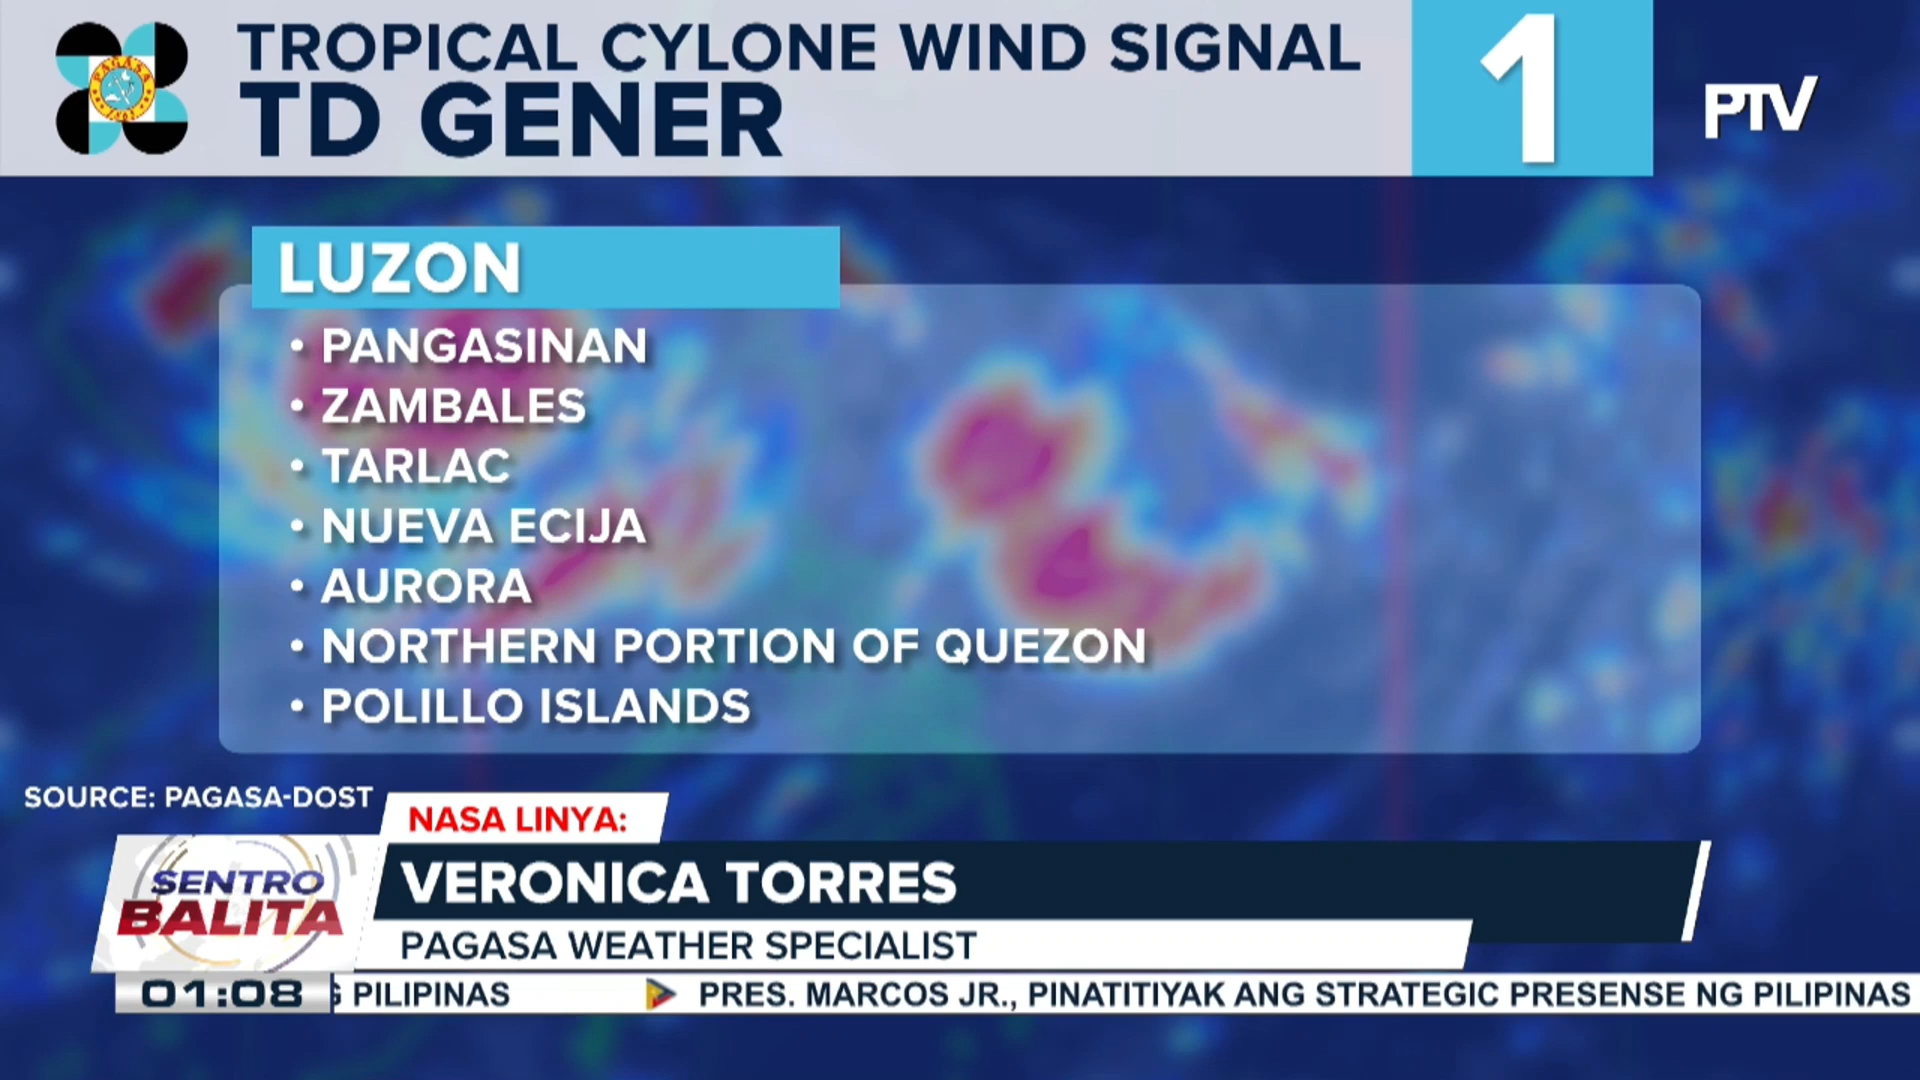 TROPICAL CYLONE WIND SIGNAL
TD GENER
1
PTV
PAGASA
LUZON
• PANGASINAN
• ZAMBALES
• TARLAC
• NUEVA ECIJA
• AURORA
• NORTHERN PORTION OF QUEZON
• POLILLO ISLANDS
SOURCE: PAGASA-DOST
NASA LINYA:
VERONICA TORRES
PAGASA WEATHER SPECIALIST
SENTRO
BALITA
01:08
PILIPINAS
PRES. MARCOS JR., PINATITIYAK ANG STRATEGIC PRESENSE NG PILIPINAS